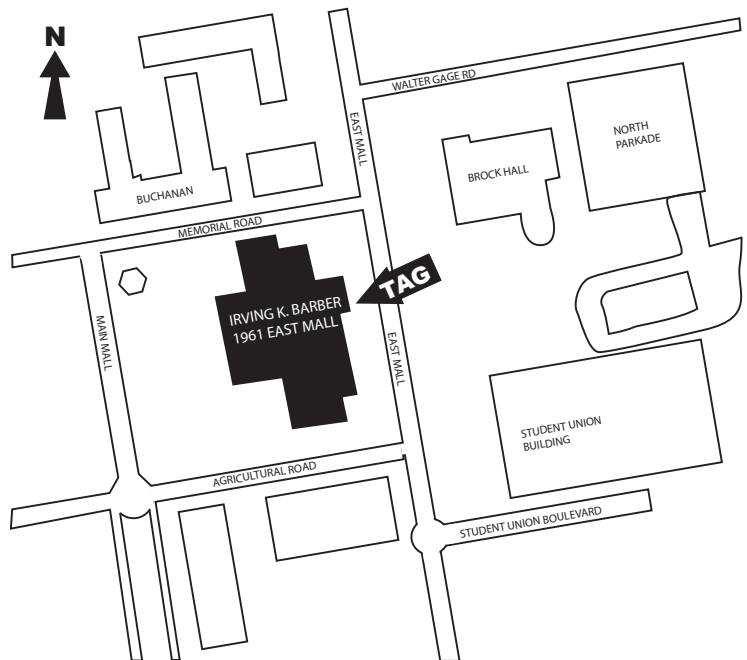 N
WALTER GAGE RD
EAST MALL
NORTH
PARKADE
BROCK HALL
BUCHANAN
MEMORIAL ROAD
TAG
IRVING K. BARBER
1961 EAST MALL
MAIN MALL
EAST MALL
STUDENT UNION
BUILDING
AGRICULTURAL ROAD
STUDENT UNION BOULEVARD